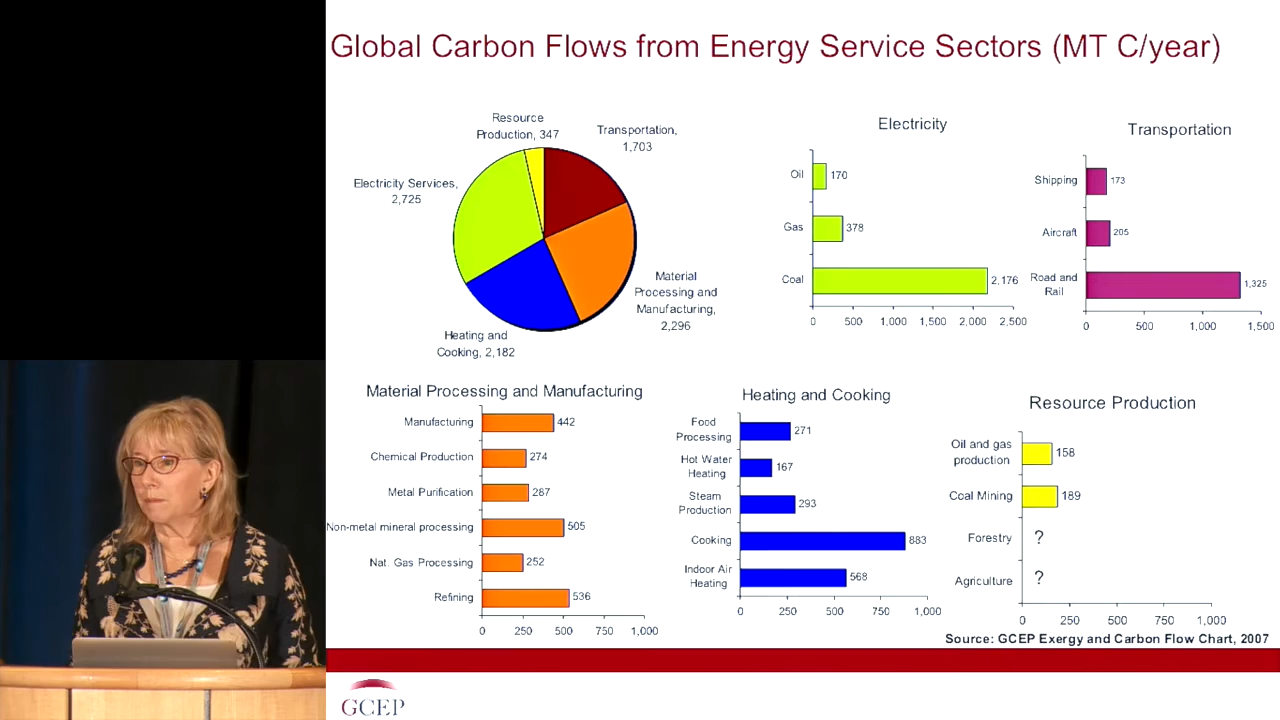 Global Carbon Flows from Energy Service Sectors (MT C/year)
Resource
Production, 347
Transportation,
1,703
Electricity Services,
2,725
Material
Processing and
Manufacturing,
2,296
Heating and
Cooking, 2,182
Electricity
Oil
170
Gas
378
Coal
2,176
0 500 1,000 1,500 2,000 2,500
Transportation
Shipping
173
Aircraft
205
Road and
Rail
1,325
0 500 1,000 1,500
Material Processing and Manufacturing
Manufacturing
442
Chemical Production
274
Metal Purification
287
Non-metal mineral processing
505
Nat. Gas Processing
252
Refining
536
0 250 500 750 1,000
Heating and Cooking
Food
Processing
271
Hot Water
Heating
167
Steam
Production
293
Cooking
883
Indoor Air
Heating
568
0 250 500 750 1,000
Resource Production
Oil and gas
production
158
Coal Mining
189
Forestry
?
Agriculture
?
0 250 500 750 1,000
Source: GCEP Exergy and Carbon Flow Chart, 2007
GCEP